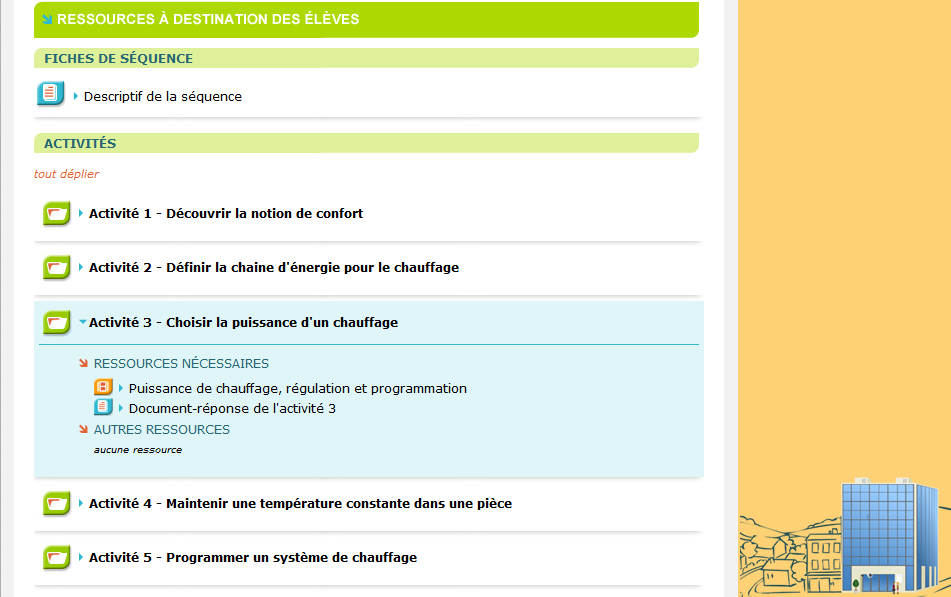 RESSOURCES À DESTINATION DES ÉLÈVES
FICHES DE SÉQUENCE
Descriptif de la séquence
ACTIVITÉS
tout déplier
Activité 1 - Découvrir la notion de confort
Activité 2 - Définir la chaine d'énergie pour le chauffage
Activité 3 - Choisir la puissance d'un chauffage
RESSOURCES NÉCESSAIRES
Puissance de chauffage, régulation et programmation
Document-réponse de l'activité 3
AUTRES RESSOURCES
aucune ressource
Activité 4 - Maintenir une température constante dans une pièce
Activité 5 - Programmer un système de chauffage